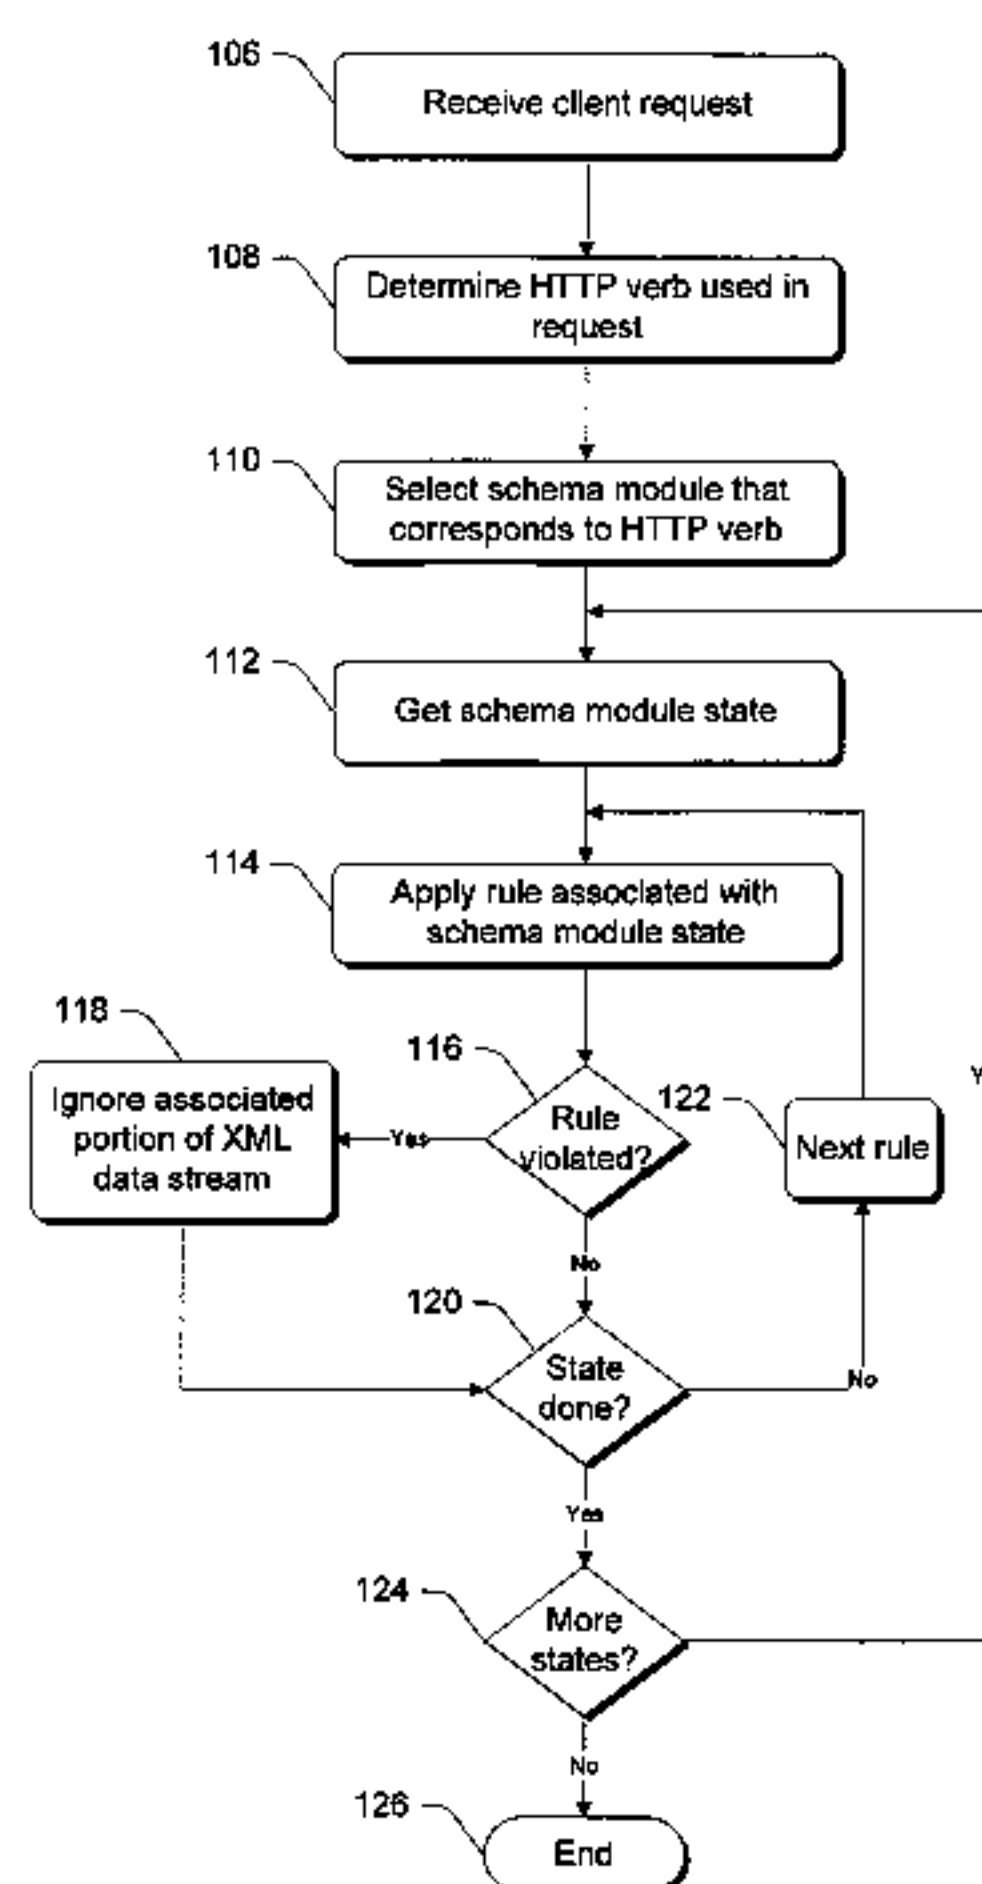 106
Receive client request
108
Determine HTTP verb used in
request
110
Select schema module that
corresponds to HTTP verb
112
Get schema module state
114
Apply rule associated with
schema module state
118
Ignore associated
portion of XML
data stream
116
Rule
violated?
Yes
122
Next rule
No
120
State
done?
No
Yes
124
More
states?
No
126
End